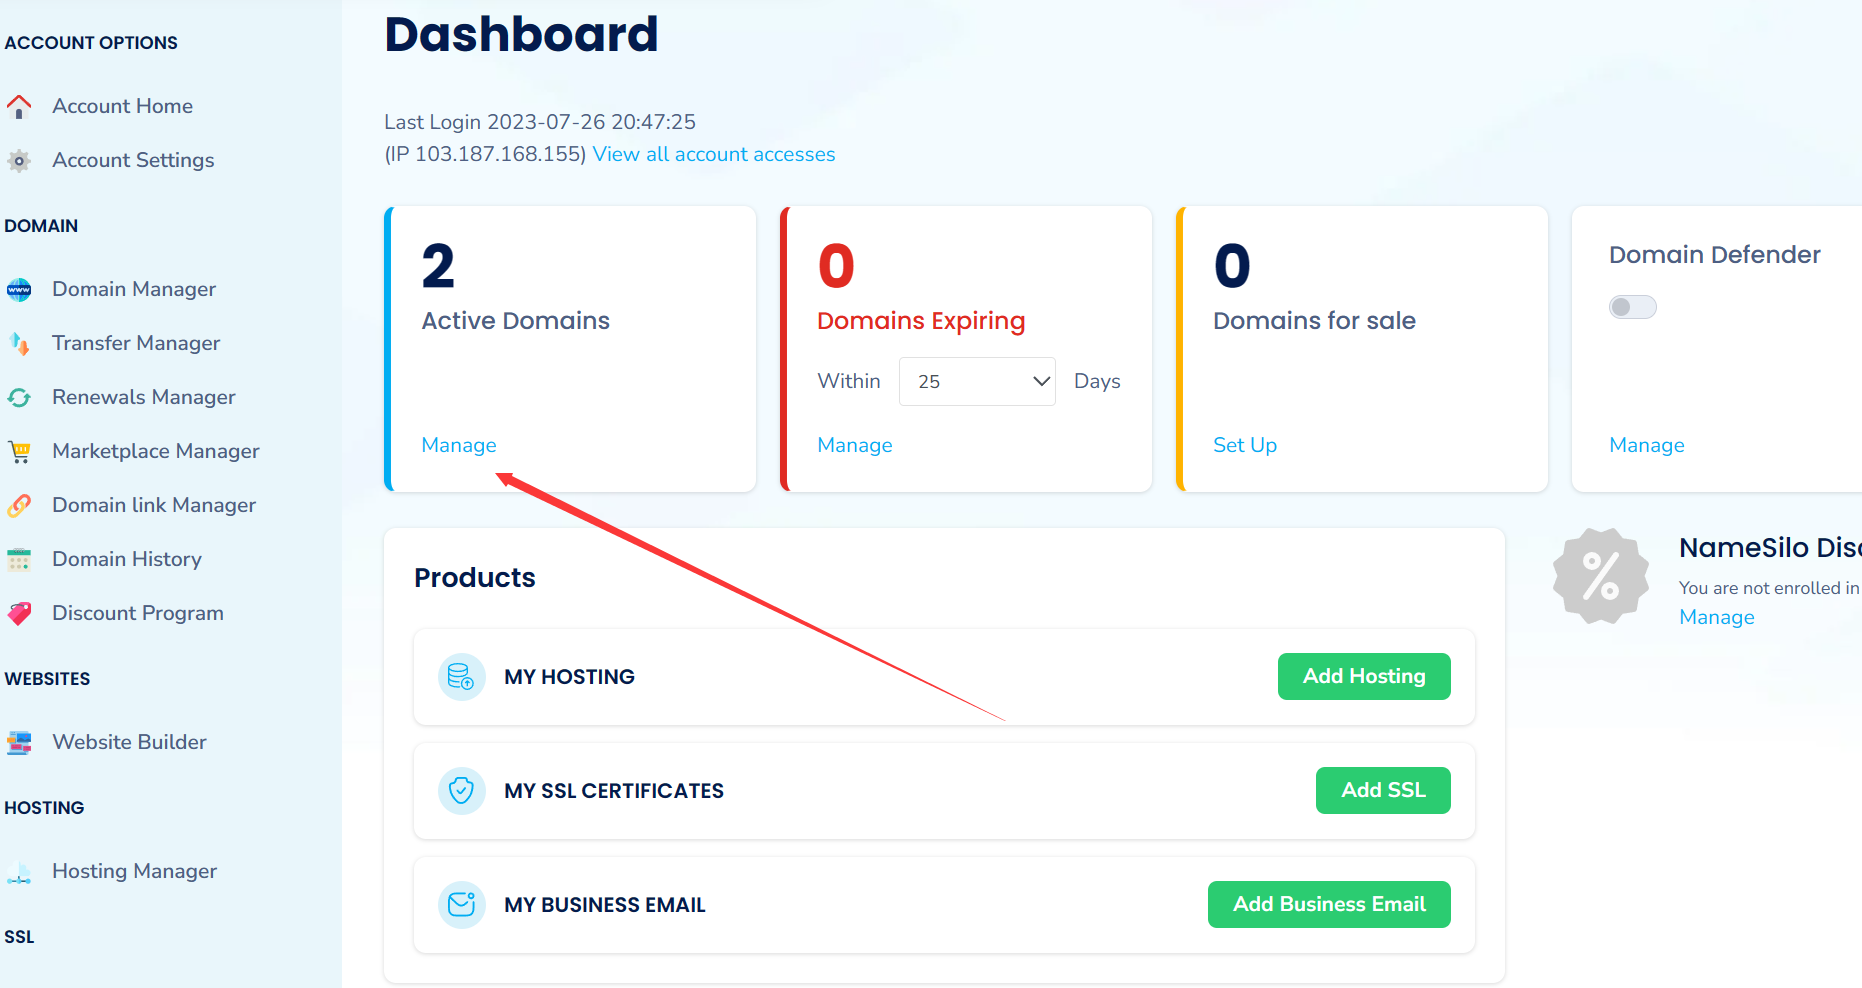 ACCOUNT OPTIONS
Account Home
Account Settings
DOMAIN
www
Domain Manager
Transfer Manager
Renewals Manager
Marketplace Manager
Domain link Manager
Domain History
Discount Program
WEBSITES
Website Builder
HOSTING
Hosting Manager
SSL
Dashboard
Last Login 2023-07-26 20:47:25
(IP 103.187.168.155) View all account accesses
2
Active Domains
Manage
0
Domains Expiring
Within 25 Days
Manage
0
Domains for sale
Set Up
Domain Defender
Manage
Products
MY HOSTING
Add Hosting
MY SSL CERTIFICATES
Add SSL
MY BUSINESS EMAIL
Add Business Email
%
NameSilo
You are not enrolled in
Manage